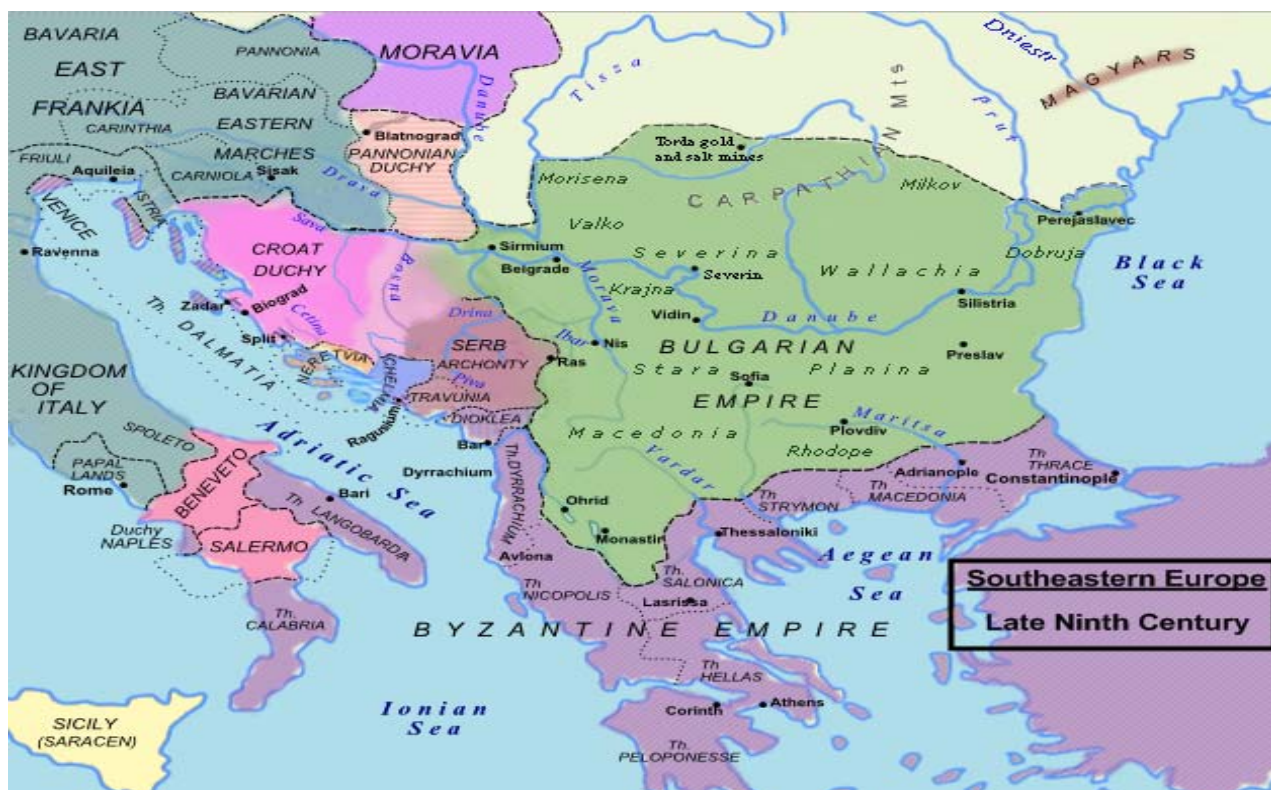 BAVARIA
EAST
FRANKIA
PANNONIA
BAVARIAN
EASTERN
MARCHES
CARINTHIA
CARNIOLA
Sisak
FRIULI
Aquileia
ISTRIA
VENICE
Ravenna
MORAVIA
Danube
Blatnograd
PANNONIAN
DUCHY
Drava
Sava
CROAT
DUCHY
Bosna
Zadar
Biograd
Cetina
Split
Th. DALMATIA
NERETVIA
Ragusium
Tisza
Dniestr
MAGYARS
Prut
CARPATHIAN Mts
Torda gold
and salt mines
Morisena
Milkov
Valko
Perejaslavec
Sirmium
Belgrade
Severina
Severin
Wallachia
Dobruja
Black
Sea
Morava
Krajna
Silistria
Vidin
Danube
Drina
Ibar
Nis
SERB
ARCHONTY
Ras
Piva
TRAVUNIA
DIOKLEA
Bar
BULGARIAN
EMPIRE
Preslav
Stara Planina
Sofia
Maritsa
Plovdiv
Macedonia
Rhodope
Vardar
Adrianople
Th
THRACE
Constantinople
Th
MACEDONIA
Th
STRYMON
Ohrid
Monastir
Thessaloniki
Dyrrachium
Th.DYRRACHIUM
Avlona
Th
NICOPOLIS
Th.
SALONICA
Lasrissa
BYZANTINE EMPIRE
Th
HELLAS
Corinth
Athens
Th.
PELOPONESSE
Aegean
Sea
Ionian
Sea
Adriatic Sea
KINGDOM
OF
ITALY
SPOLETO
PAPAL
LANDS
Rome
BENEVETO
Duchy
NAPLES
SALERMO
Bari
Th
LANGOBARDA
Th.
CALABRIA
SICILY
(SARACEN)
Southeastern Europe
Late Ninth Century